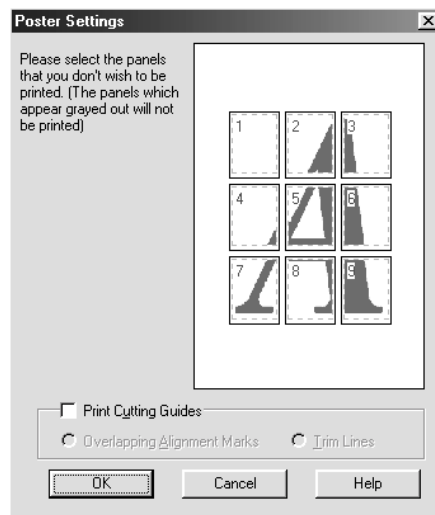 Poster Settings
Please select the panels
that you don't wish to be
printed. (The panels which
appear grayed out will not
be printed)
1 2 3
4 5 6
7 8 9
Print Cutting Guides
Overlapping Alignment Marks Trim Lines
OK Cancel Help